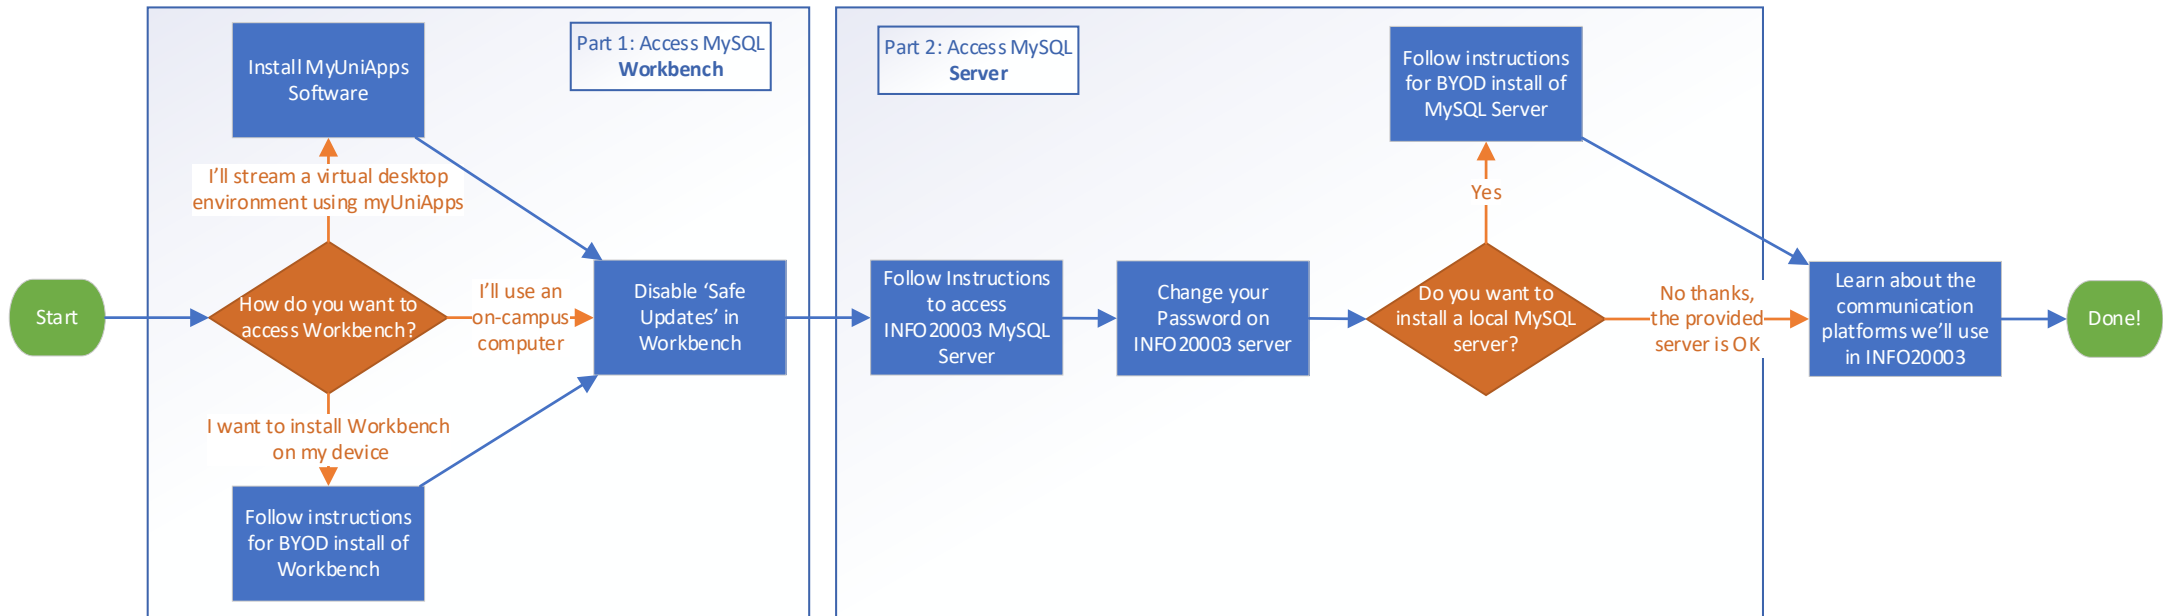 Start
Part 1: Access MySQL
Workbench
Install MyUniApps
Software
I'll stream a virtual desktop
environment using myUniApps
How do you want to
access Workbench?
I'll use an
on-campus
computer
I want to install Workbench
on my device
Follow instructions
for BYOD install of
Workbench
Disable ‘Safe
Updates’ in
Workbench
Part 2: Access MySQL
Server
Follow Instructions
to access
INFO20003 MySQL
Server
Change your
Password on
INFO20003 server
Do you want to
install a local MySQL
server?
Yes
Follow instructions
for BYOD install of
MySQL Server
No thanks,
the provided
server is OK
Learn about the
communication
platforms we’ll use
in INFO20003
Done!